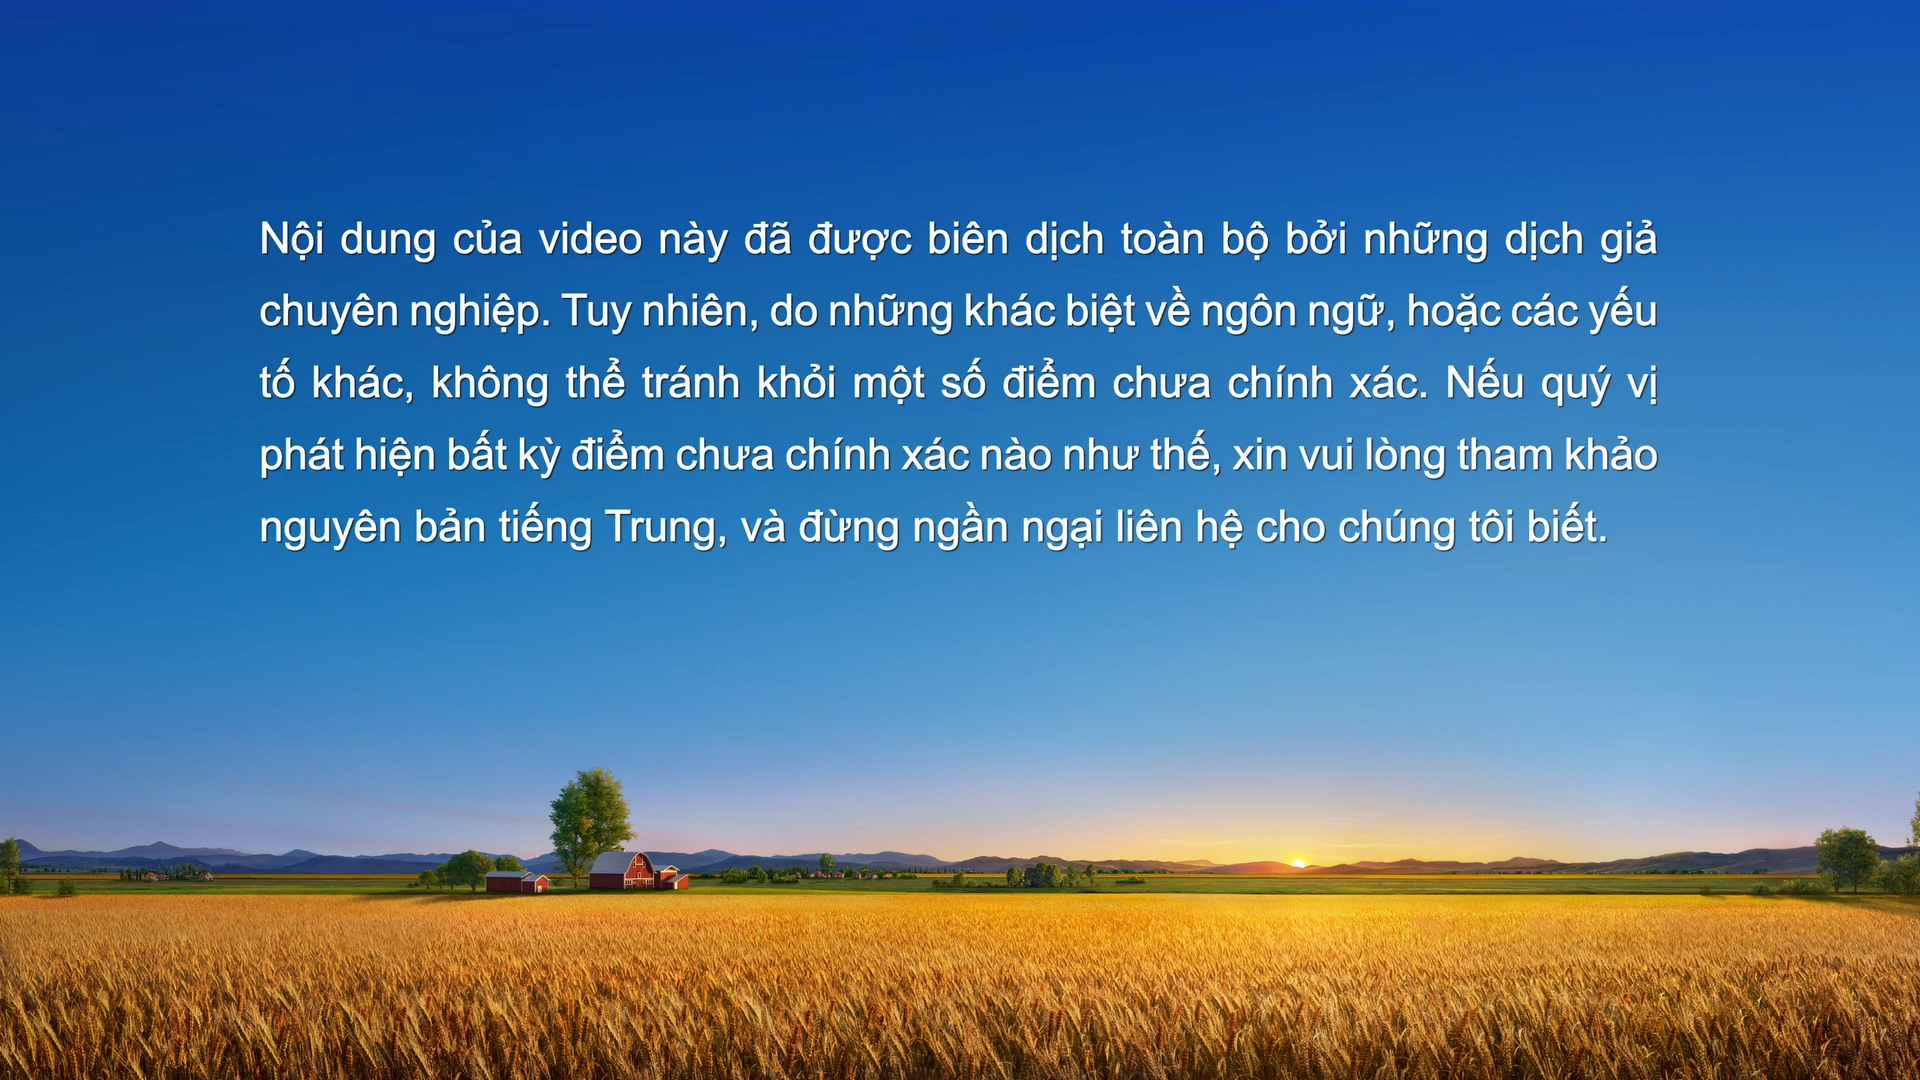 Nội dung của video này đã được biên dịch toàn bộ bởi những dịch giả
chuyên nghiệp. Tuy nhiên, do những khác biệt về ngôn ngữ, hoặc các yếu
tố khác, không thể tránh khỏi một số điểm chưa chính xác. Nếu quý vị
phát hiện bất kỳ điểm chưa chính xác nào như thế, xin vui lòng tham khảo
nguyên bản tiếng Trung, và đừng ngần ngại liên hệ cho chúng tôi biết.